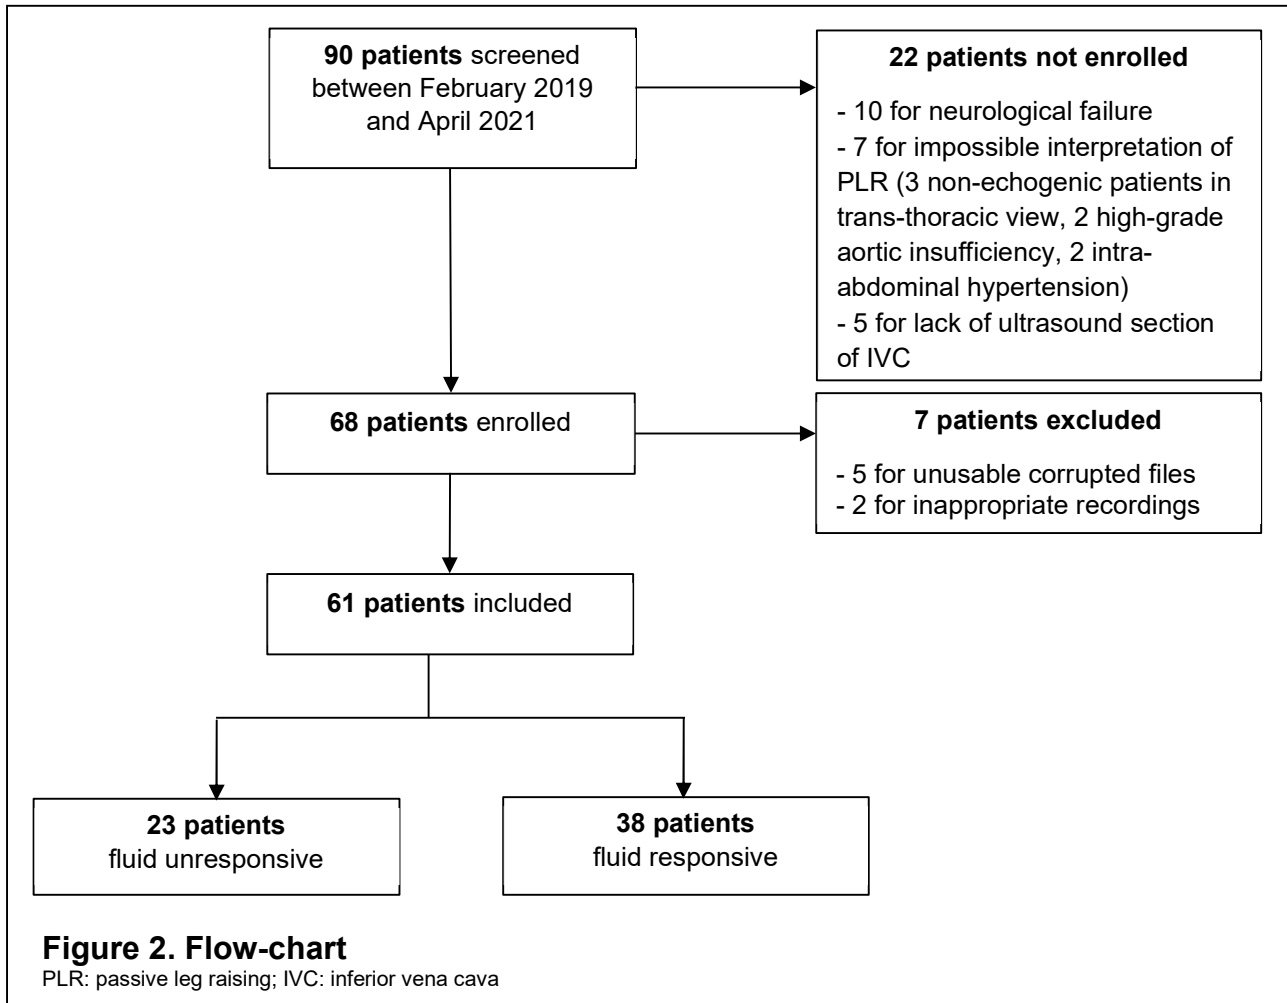 90 patients screened
between February 2019
and April 2021
22 patients not enrolled
- 10 for neurological failure
- 7 for impossible interpretation of
PLR (3 non-echogenic patients in
trans-thoracic view, 2 high-grade
aortic insufficiency, 2 intra-
abdominal hypertension)
- 5 for lack of ultrasound section
of IVC
68 patients enrolled
7 patients excluded
- 5 for unusable corrupted files
- 2 for inappropriate recordings
61 patients included
23 patients
fluid unresponsive
38 patients
fluid responsive
Figure 2. Flow-chart
PLR: passive leg raising; IVC: inferior vena cava